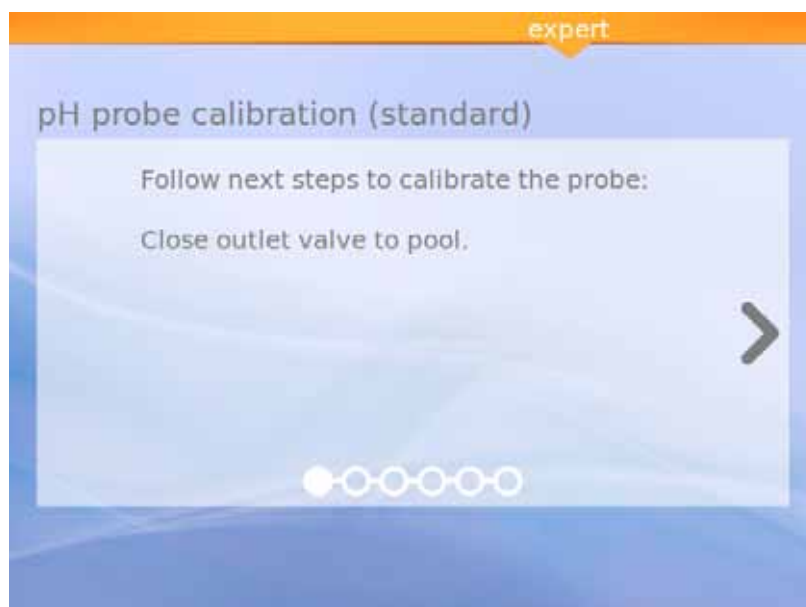 expert
pH probe calibration (standard)
Follow next steps to calibrate the probe:
Close outlet valve to pool.